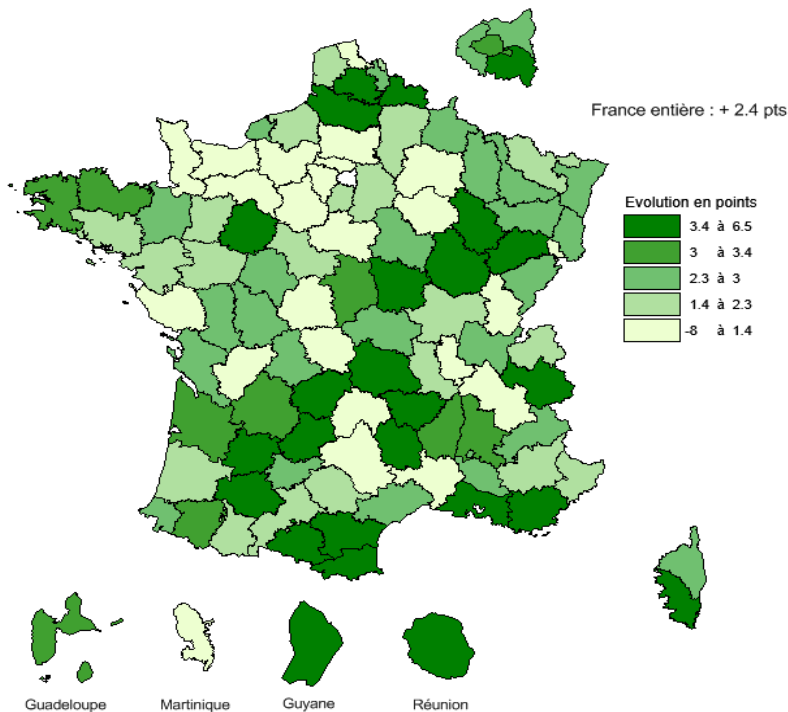 France entière : + 2.4 pts
Evolution en points
3.4 à 6.5
3 à 3.4
2.3 à 3
1.4 à 2.3
-8 à 1.4
Guadeloupe Martinique Guyane Réunion